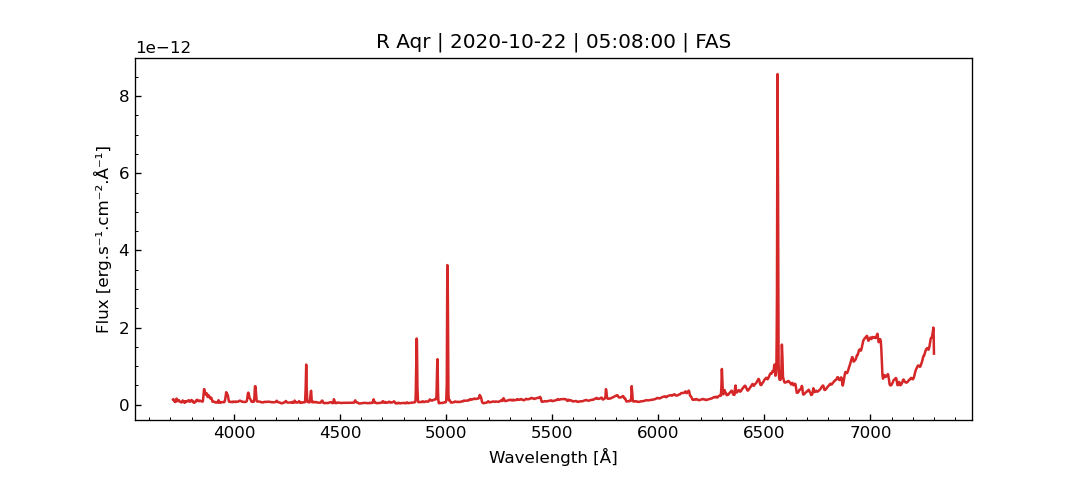 R Aqr | 2020-10-22 | 05:08:00 | FAS
1e−12
8
6
4
2
0
Flux [erg.s⁻¹.cm⁻².Å⁻¹]
4000 4500 5000 5500 6000 6500 7000
Wavelength [Å]